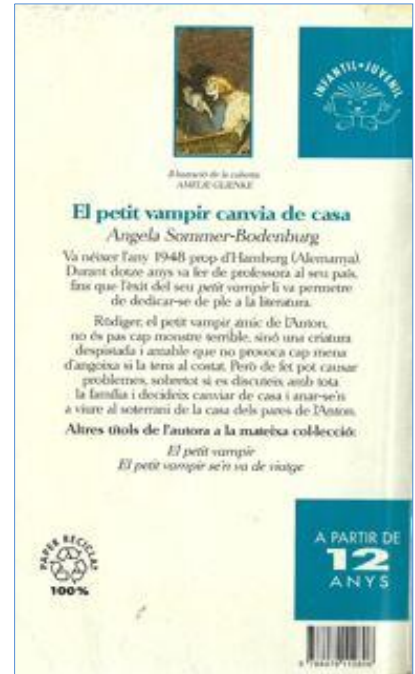 INFANTIL • JUVENIL
Il·lustració de la coberta
AMELIE GLIENKE
El petit vampir canvia de casa
Angela Sommer-Bodenburg
Va néixer l'any 1948 prop d'Hamburg (Alemanya).
Durant dotze anys va fer de professora al seu país,
fins que l'èxit del seu petit vampir li va permetre
de dedicar-se de ple a la literatura.
Rüdiger, el petit vampir amic de l'Anton,
no és pas cap monstre terrible, sinó una criatura
despistada i amable que no provoca cap mena
d'angoixa si la tens al costat. Però de fet pot causar
problemes, sobretot si es discuteix amb tota
la família i decideix canviar de casa i anar-se'n
a viure al soterrani de la casa dels pares de l'Anton.
Altres títols de l'autora a la mateixa col·lecció:
El petit vampir
El petit vampir se'n va de viatge
PAPER RECICLAT
100%
A PARTIR DE
12
ANYS